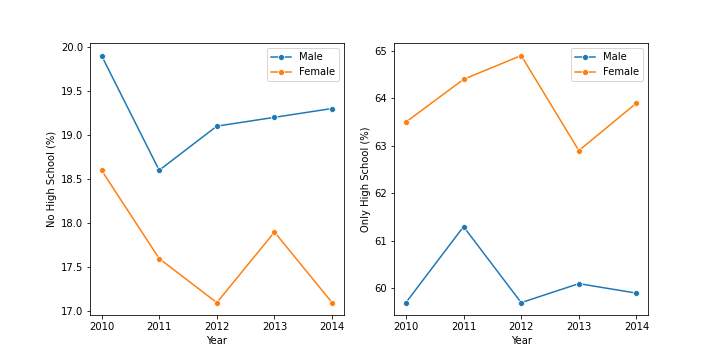 20.0
19.5
19.0
18.5
18.0
17.5
17.0
No High School (%)
2010 2011 2012 2013 2014
Year
Male
Female
65
64
63
62
61
60
Only High School (%)
2010 2011 2012 2013 2014
Year
Male
Female